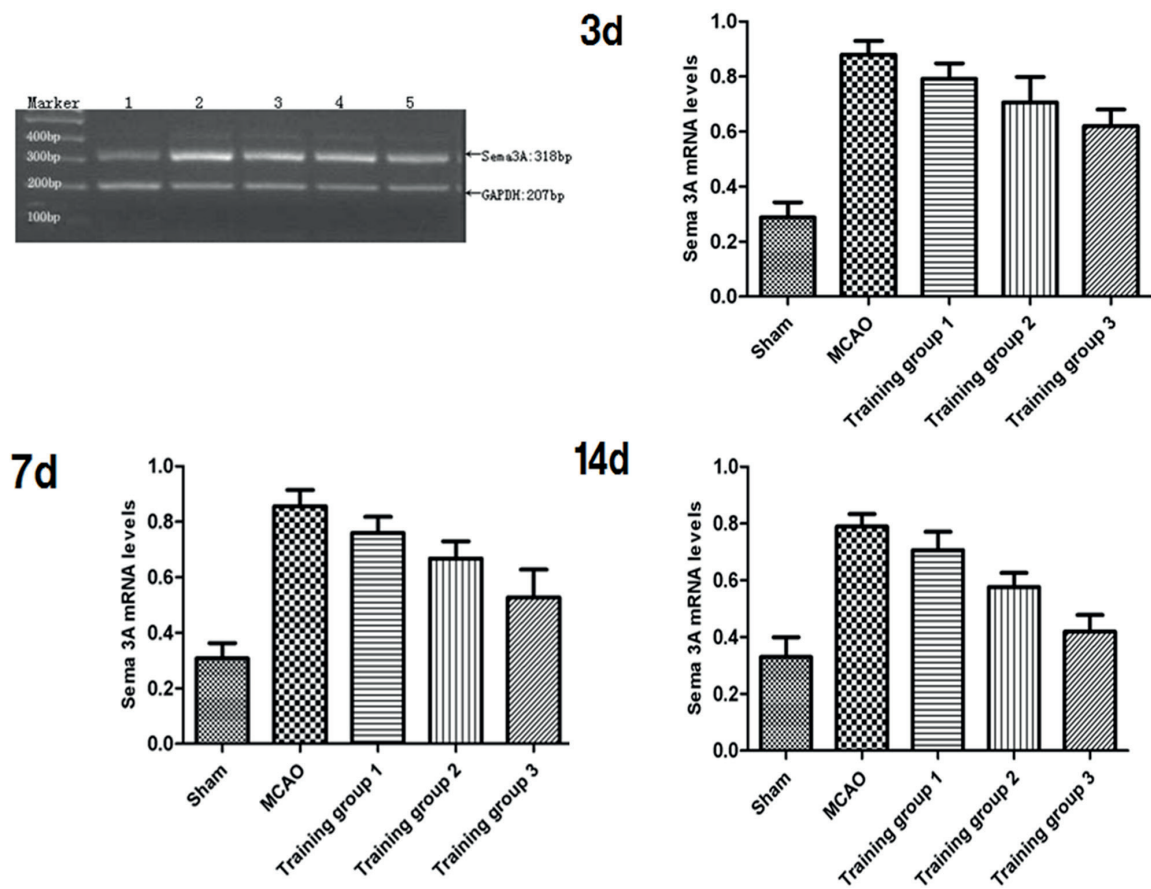 3d
Marker 1 2 3 4 5
400bp
300bp
200bp
100bp
Sema3A:318bp
GAPDH:207bp
Sema 3A mRNA levels
1.0
0.8
0.6
0.4
0.2
0.0
Sham
MCAO
Training group 1
Training group 2
Training group 3
7d
Sema 3A mRNA levels
1.0
0.8
0.6
0.4
0.2
0.0
Sham
MCAO
Training group 1
Training group 2
Training group 3
14d
Sema 3A mRNA levels
1.0
0.8
0.6
0.4
0.2
0.0
Sham
MCAO
Training group 1
Training group 2
Training group 3